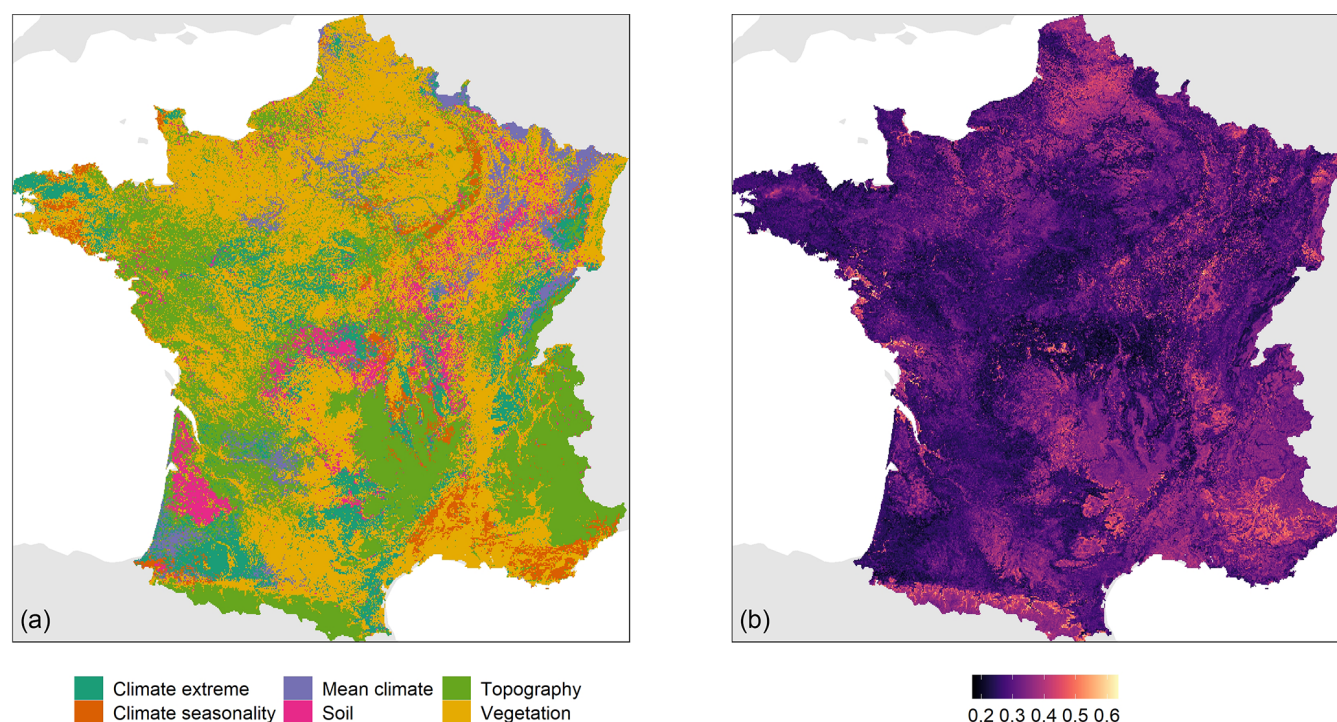 (a)
(b)
Climate extreme
Mean climate
Topography
Climate seasonality
Soil
Vegetation
0.2 0.3 0.4 0.5 0.6